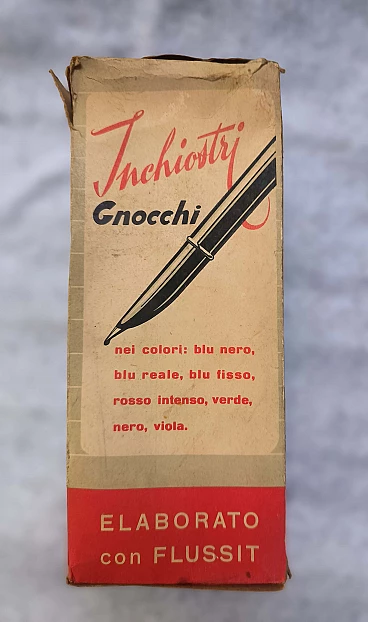 Inchiostri
Gnocchi
nei colori: blu nero,
blu reale, blu fisso,
rosso intenso, verde,
nero, viola.
ELABORATO
con FLUSSIT